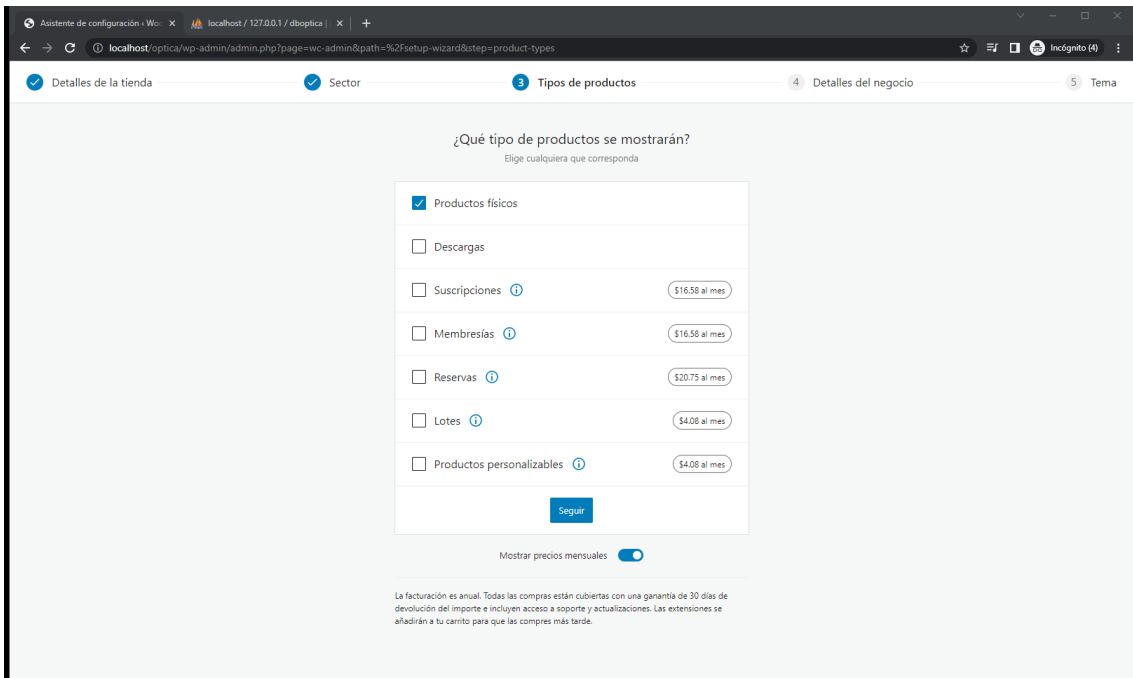 Asistente de configuración ‹ Woo
localhost / 127.0.0.1 / dboptica |
localhost/optica/wp-admin/admin.php?page=wc-admin&path=%2Fsetup-wizard&step=product-types
Incógnito (4)
Detalles de la tienda
Sector
3 Tipos de productos
4 Detalles del negocio
5 Tema
¿Qué tipo de productos se mostrarán?
Elige cualquiera que corresponda
Productos físicos
Descargas
Suscripciones $16.58 al mes
Membresías $16.58 al mes
Reservas $20.75 al mes
Lotes $4.08 al mes
Productos personalizables $4.08 al mes
Seguir
Mostrar precios mensuales
La facturación es anual. Todas las compras están cubiertas con una ganantía de 30 días de
devolución del importe e incluyen acceso a soporte y actualizaciones. Las extensiones se
añadirán a tu carrito para que las compres más tarde.